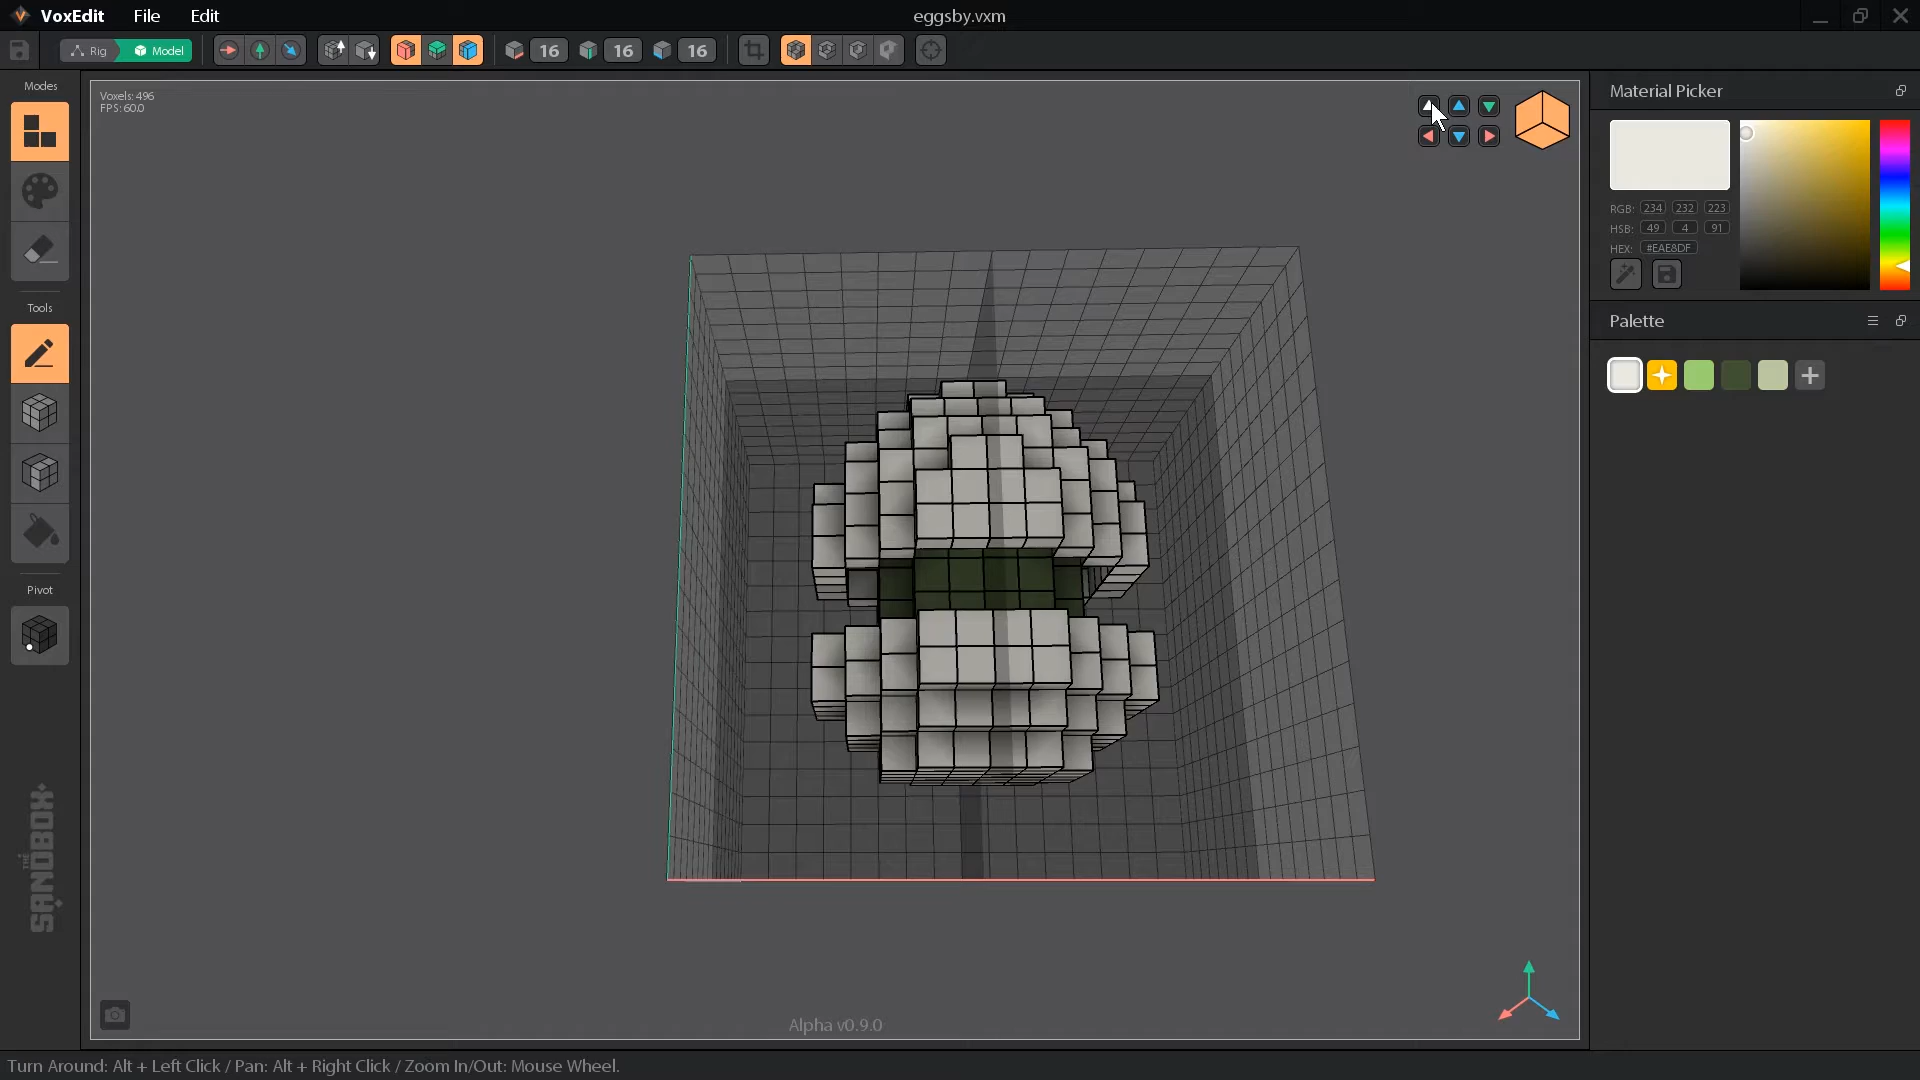 VoxEdit File Edit eggsby.vxm
Rig Model 16 16 16
Modes
Voxels: 496
FPS: 60.0
Material Picker
RGB: 234 232 223
HSB: 49 4 91
HEX: #EAE8DF
Tools
Palette
Pivot
THE SANDBOX
Alpha v0.9.0
Turn Around: Alt + Left Click / Pan: Alt + Right Click / Zoom In/Out: Mouse Wheel.